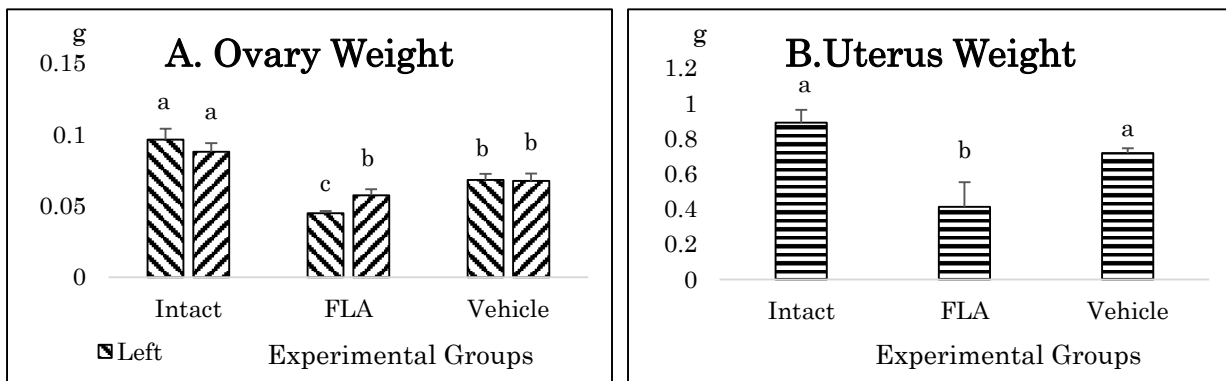 g
A. Ovary Weight
0.15
0.1
0.05
0
a
a
c
b
b
b
Intact
FLA
Vehicle
Left
Experimental Groups
g
B.Uterus Weight
1.2
1
0.8
0.6
0.4
0.2
0
a
b
a
Intact
FLA
Vehicle
Experimental Groups